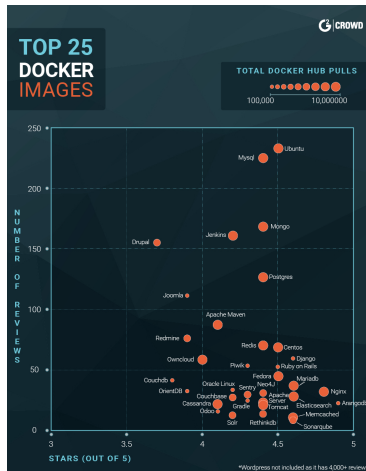 G2 | CROWD
TOP 25
DOCKER
IMAGES
TOTAL DOCKER HUB PULLS
100,000
10,000000
NUMBER OF REVIEWS
250
200
150
100
50
0
Ubuntu
Mysql
Mongo
Jenkins
Drupal
Postgres
Joomla
Apache Maven
Redmine
Redis
Centos
Owncloud
Django
Piwik
Ruby on Rails
Fedora
Couchdb
Mariadb
Oracle Linux
Neo4J
OrientDB
Sentry
Nginx
Couchbase
Apache
Cassandra
Gradle
Server
Elasticsearch
Arangodb
Tomcat
Odoo
Memcached
Solr
Rethinkdb
Sonarqube
3
3.5
4
4.5
5
STARS (OUT OF 5)
*Wordpress not included as it has 4,000+ reviews